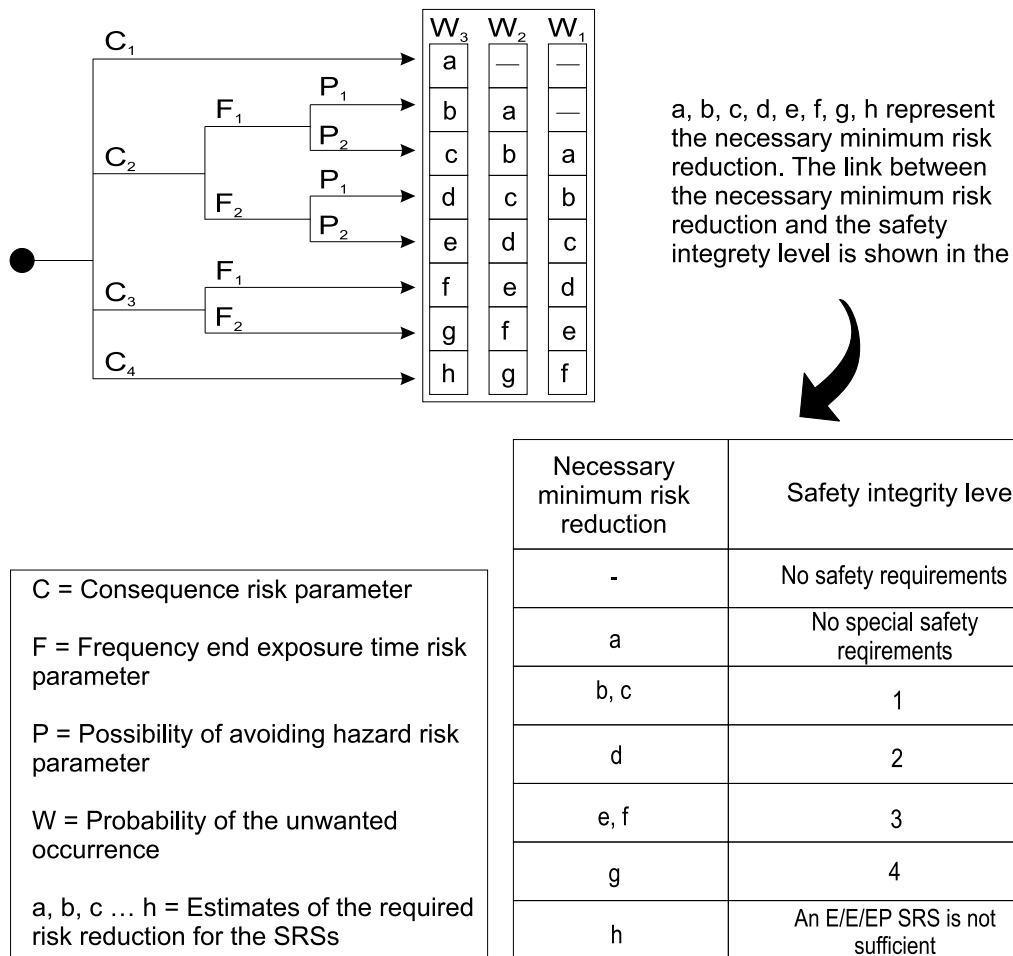 W3 W2 W1
C1
a — —
P1
F1
b a —
P2
C2
c b a
P1
F2
d c b
P2
e d c
F1
C3
f e d
F2
g f e
C4
h g f
a, b, c, d, e, f, g, h represent
the necessary minimum risk
reduction. The link between
the necessary minimum risk
reduction and the safety
integrety level is shown in the
C = Consequence risk parameter
F = Frequency end exposure time risk
parameter
P = Possibility of avoiding hazard risk
parameter
W = Probability of the unwanted
occurrence
a, b, c ... h = Estimates of the required
risk reduction for the SRSs
Necessary
minimum risk
reduction
Safety integrity leve
- No safety requirements
a No special safety
reqirements
b, c 1
d 2
e, f 3
g 4
h An E/E/EP SRS is not
sufficient